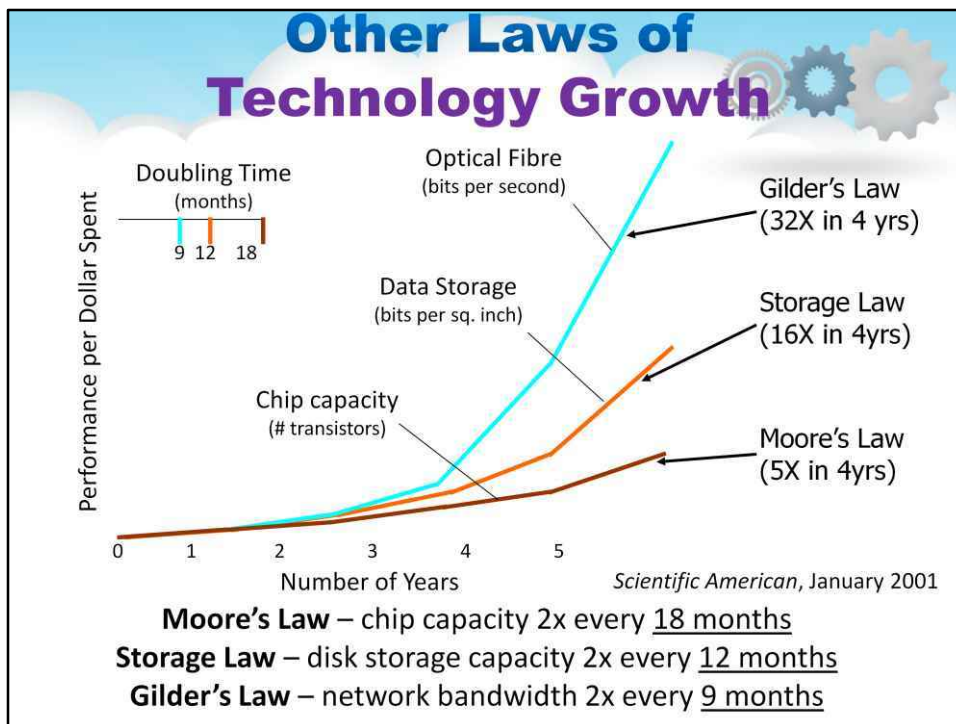 Other Laws of
Technology Growth
Doubling Time
(months)
9 12 18
Optical Fibre
(bits per second)
Gilder's Law
(32X in 4 yrs)
Data Storage
(bits per sq. inch)
Storage Law
(16X in 4yrs)
Chip capacity
(# transistors)
Moore's Law
(5X in 4yrs)
Performance per Dollar Spent
0 1 2 3 4 5
Number of Years
Scientific American, January 2001
Moore's Law – chip capacity 2x every 18 months
Storage Law – disk storage capacity 2x every 12 months
Gilder's Law – network bandwidth 2x every 9 months